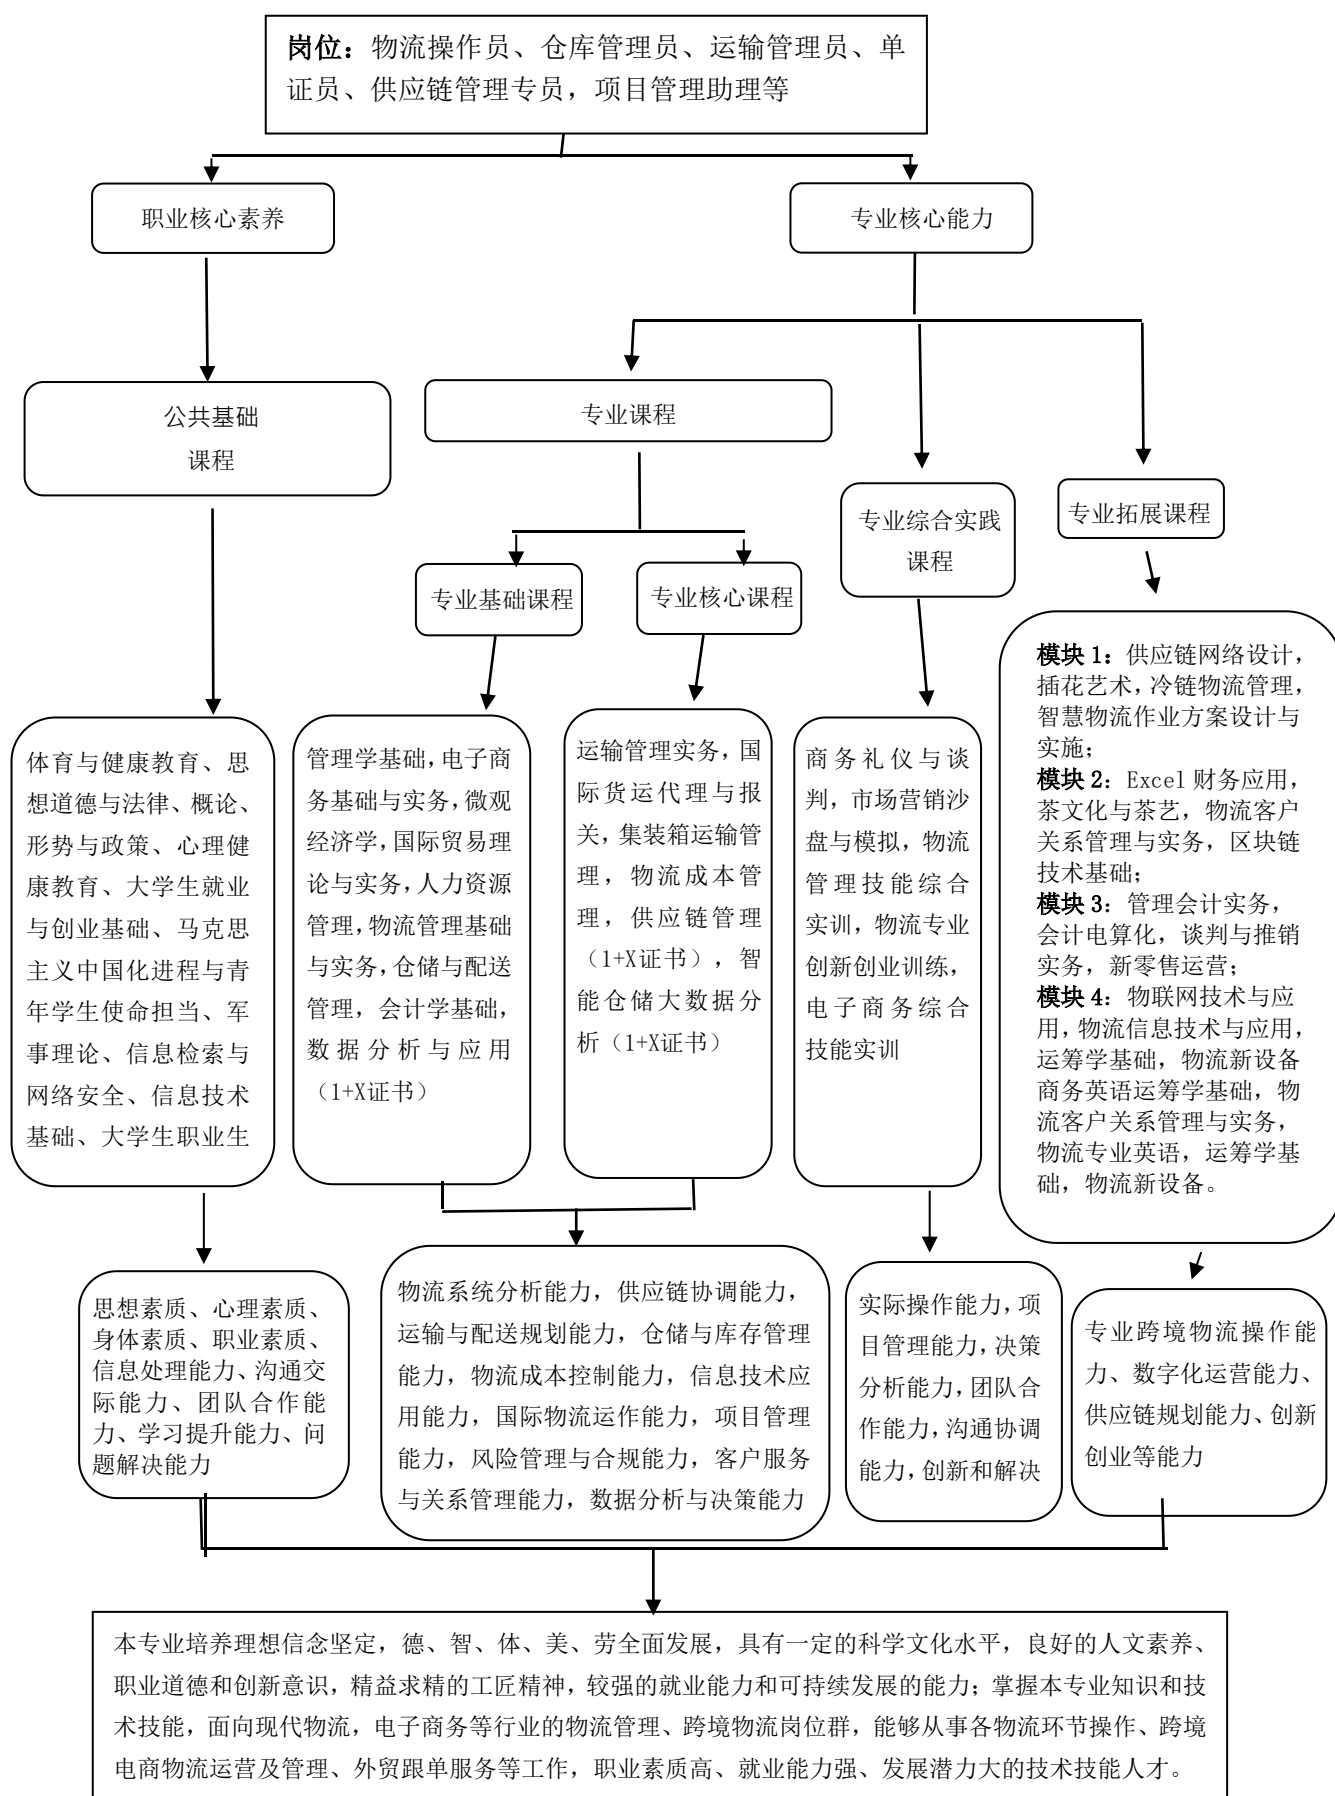 岗位：物流操作员、仓库管理员、运输管理员、单
证员、供应链管理专员，项目管理助理等
职业核心素养
专业核心能力
公共基础
课程
专业课程
专业综合实践
课程
专业拓展课程
专业基础课程
专业核心课程
体育与健康教育、思
想道德与法律、概论、
形势与政策、心理健
康教育、大学生就业
与创业基础、马克思
主义中国化进程与青
年学生使命担当、军
事理论、信息检索与
网络安全、信息技术
基础、大学生职业生
管理学基础，电子商
务基础与实务，微观
经济学，国际贸易理
论与实务，人力资源
管理，物流管理基础
与实务，仓储与配送
管理，会计学基础，
数据分析与应用
（1+X证书）
运输管理实务，国
际货运代理与报
关，集装箱运输管
理，物流成本管
理，供应链管理
（1+X证书），智
能仓储大数据分
析（1+X证书）
商务礼仪与谈
判，市场营销沙
盘与模拟，物流
管理技能综合
实训，物流专业
创新创业训练，
电子商务综合
技能实训
模块 1：供应链网络设计，
插花艺术，冷链物流管理，
智慧物流作业方案设计与
实施；
模块 2：Excel 财务应用，
茶文化与茶艺，物流客户
关系管理与实务，区块链
技术基础；
模块 3：管理会计实务，
会计电算化，谈判与推销
实务，新零售运营；
模块 4：物联网技术与应
用，物流信息技术与应用，
运筹学基础，物流新设备
商务英语运筹学基础，物
流客户关系管理与实务，
物流专业英语，运筹学基
础，物流新设备。
思想素质、心理素质、
身体素质、职业素质、
信息处理能力、沟通交
际能力、团队合作能
力、学习提升能力、问
题解决能力
物流系统分析能力，供应链协调能力，
运输与配送规划能力，仓储与库存管理
能力，物流成本控制能力，信息技术应
用能力，国际物流运作能力，项目管理
能力，风险管理与合规能力，客户服务
与关系管理能力，数据分析与决策能力
实际操作能力，项
目管理能力，决策
分析能力，团队合
作能力，沟通协调
能力，创新和解决
专业跨境物流操作能
力、数字化运营能力、
供应链规划能力、创新
创业等能力
本专业培养理想信念坚定，德、智、体、美、劳全面发展，具有一定的科学文化水平，良好的人文素养、
职业道德和创新意识，精益求精的工匠精神，较强的就业能力和可持续发展的能力；掌握本专业知识和技
术技能，面向现代物流，电子商务等行业的物流管理、跨境物流岗位群，能够从事各物流环节操作、跨境
电商物流运营及管理、外贸跟单服务等工作，职业素质高、就业能力强、发展潜力大的技术技能人才。